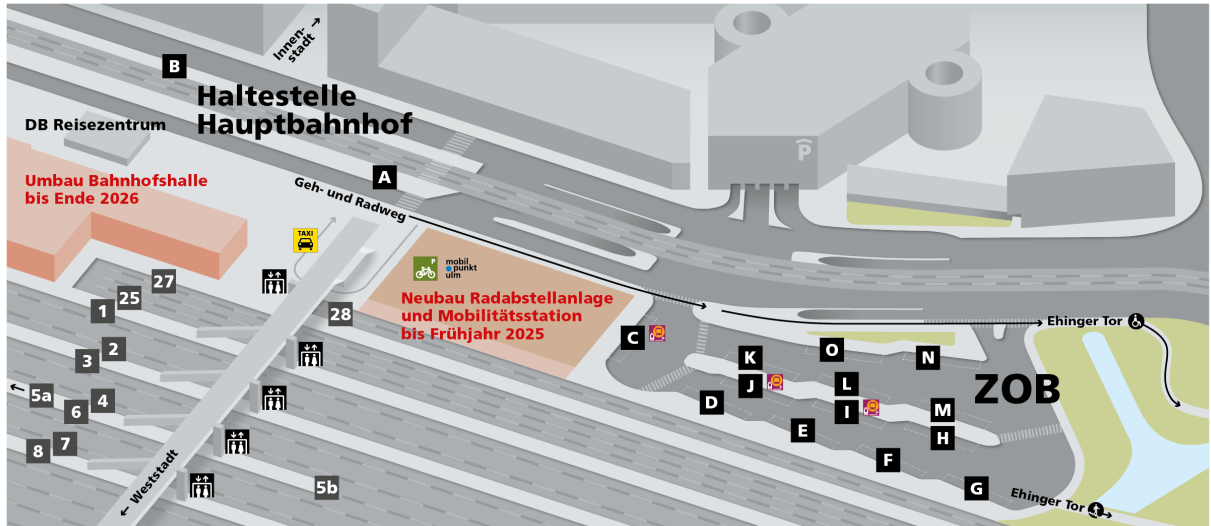 Innen-
stadt
B
Haltestelle
Hauptbahnhof
DB Reisezentrum
P
A
Umbau Bahnhofshalle
bis Ende 2026
Geh- und Radweg
TAXI
P
mobil
punkt
ulm
Neubau Radabstellanlage
und Mobilitätsstation
bis Frühjahr 2025
27
25
1
28
2
3
5a
4
6
7
8
5b
Weststadt
C
K
O
N
J
L
D
I
M
E
H
F
G
ZOB
Ehinger Tor
Ehinger Tor